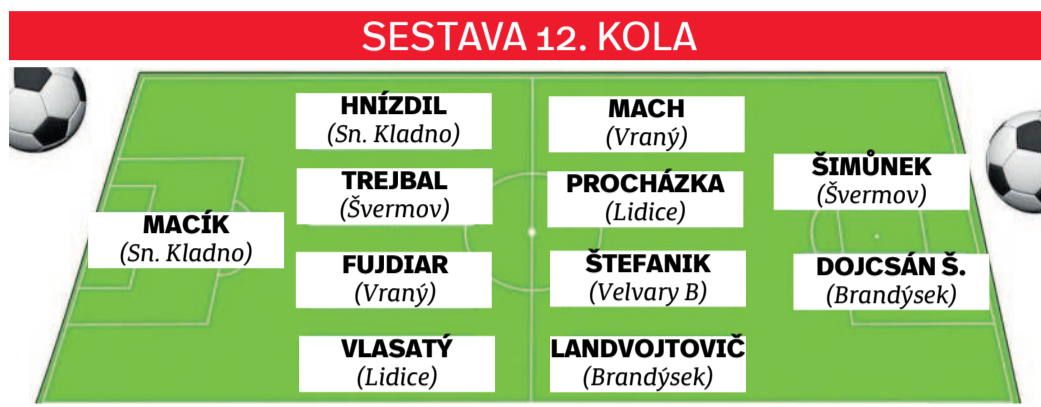 SESTAVA 12. KOLA
MACÍK
(Sn. Kladno)
HNÍZDIL
(Sn. Kladno)
TREJBAL
(Švermov)
FUJDIAR
(Vraný)
VLASATÝ
(Lidice)
MACH
(Vraný)
PROCHÁZKA
(Lidice)
ŠTEFANIK
(Velvary B)
LANDVOJTOVIČ
(Brandýsek)
ŠIMŮNEK
(Švermov)
DOJCSÁN Š.
(Brandýsek)